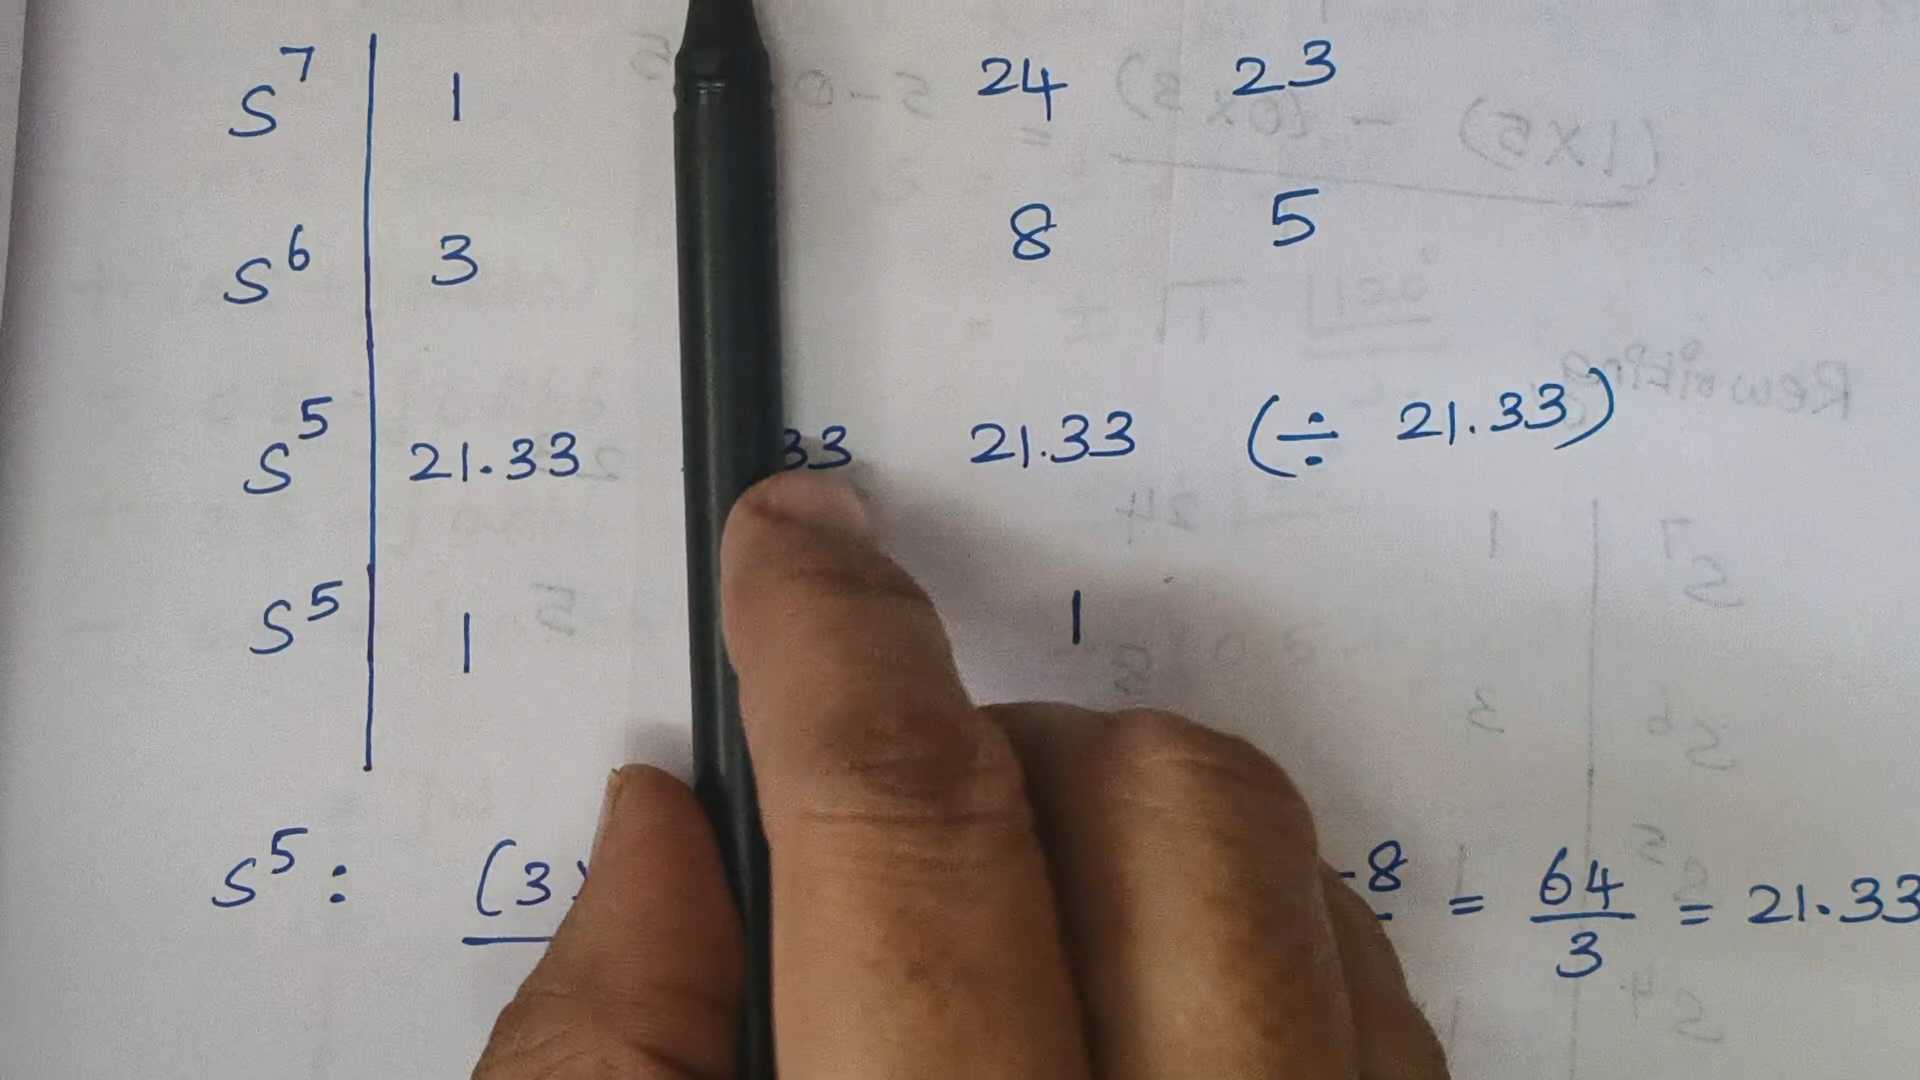 S⁷ 1 24 23
S⁶ 3 8 5
S⁵ 21.33 33 21.33 (÷ 21.33)
S⁵ 1 1
S⁵: (3 -8 = 64/3 = 21.33